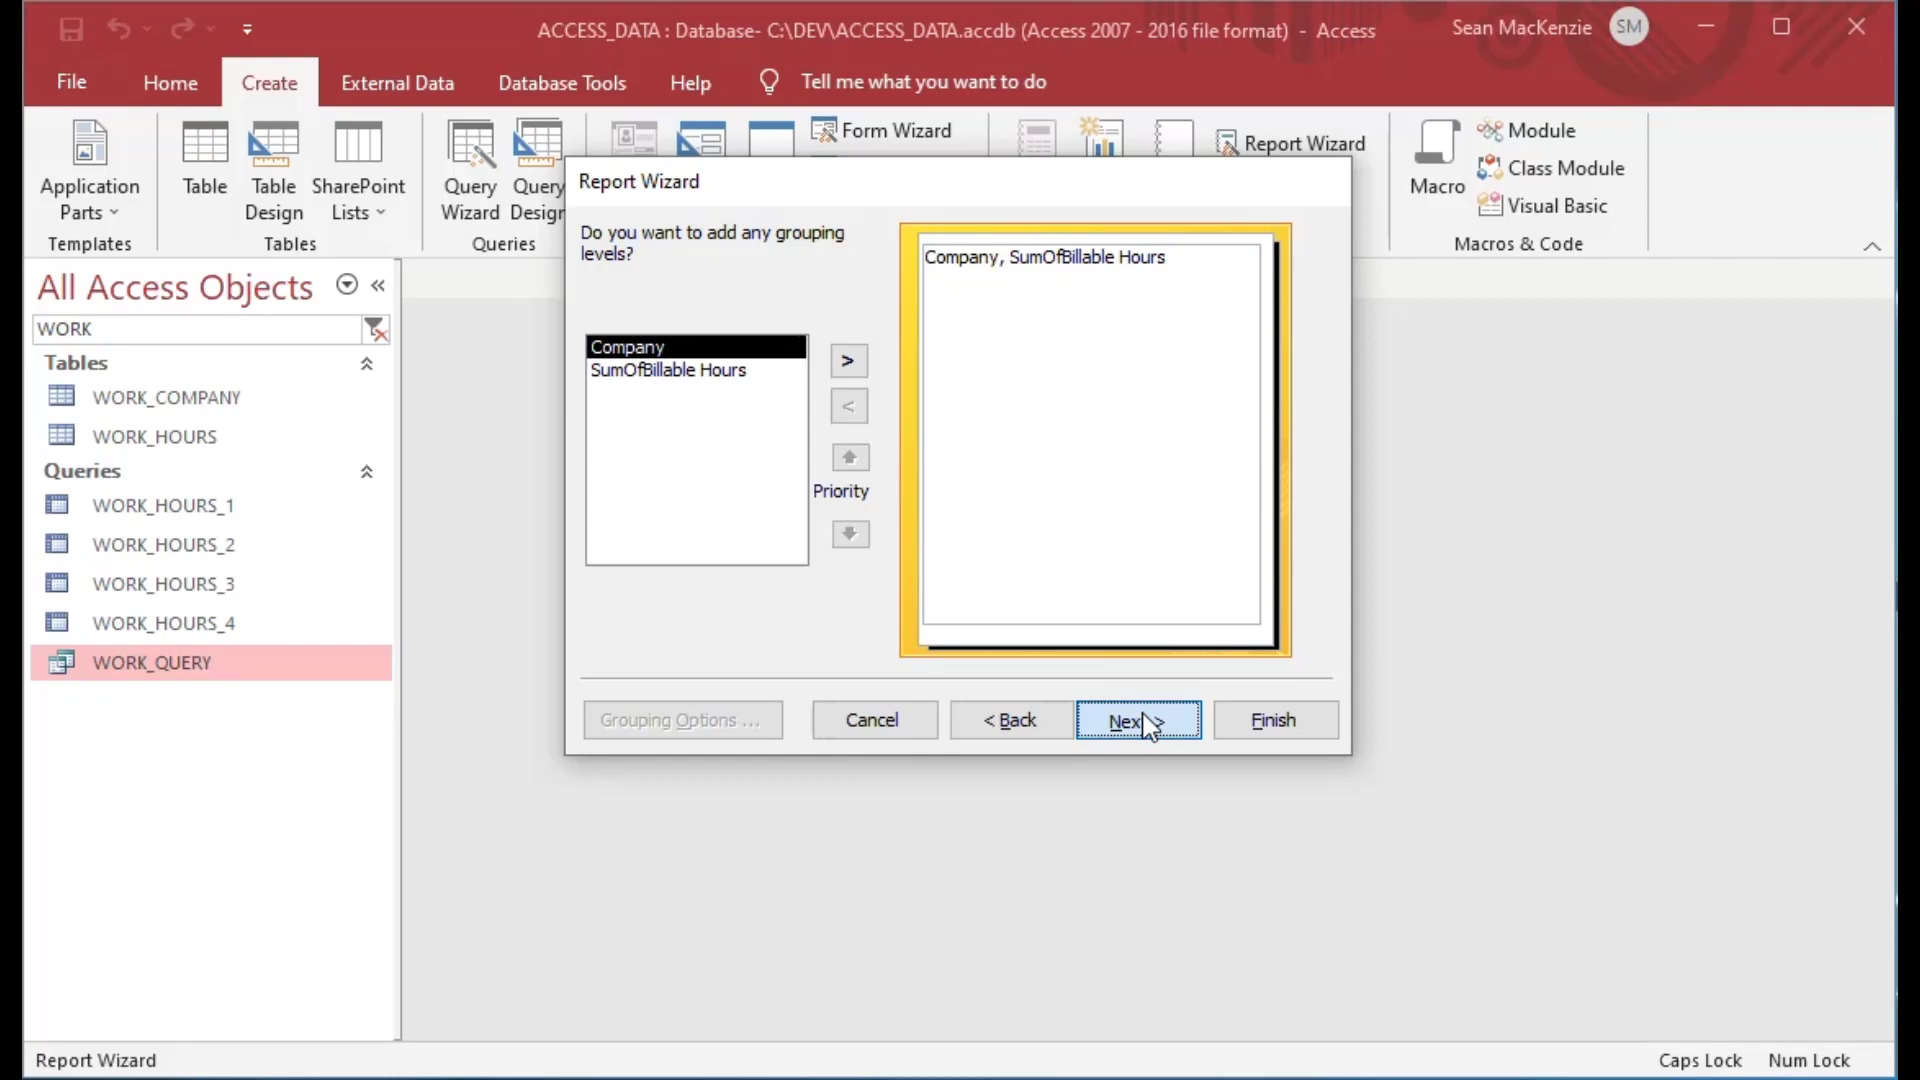 ACCESS_DATA : Database- C:\DEV\ACCESS_DATA.accdb (Access 2007 - 2016 file format) - Access
Sean MacKenzie
SM
File
Home
Create
External Data
Database Tools
Help
Tell me what you want to do
Application
Parts
Templates
Table
Table
Design
SharePoint
Lists
Tables
Query
Wizard
Query
Design
Queries
Form Wizard
Report Wizard
Macro
Module
Class Module
Visual Basic
Macros & Code
All Access Objects
WORK
Tables
WORK_COMPANY
WORK_HOURS
Queries
WORK_HOURS_1
WORK_HOURS_2
WORK_HOURS_3
WORK_HOURS_4
WORK_QUERY
Report Wizard
Do you want to add any grouping
levels?
Company
SumOfBillable Hours
>
<
Priority
Company, SumOfBillable Hours
Grouping Options ...
Cancel
< Back
Next >
Finish
Report Wizard
Caps Lock
Num Lock